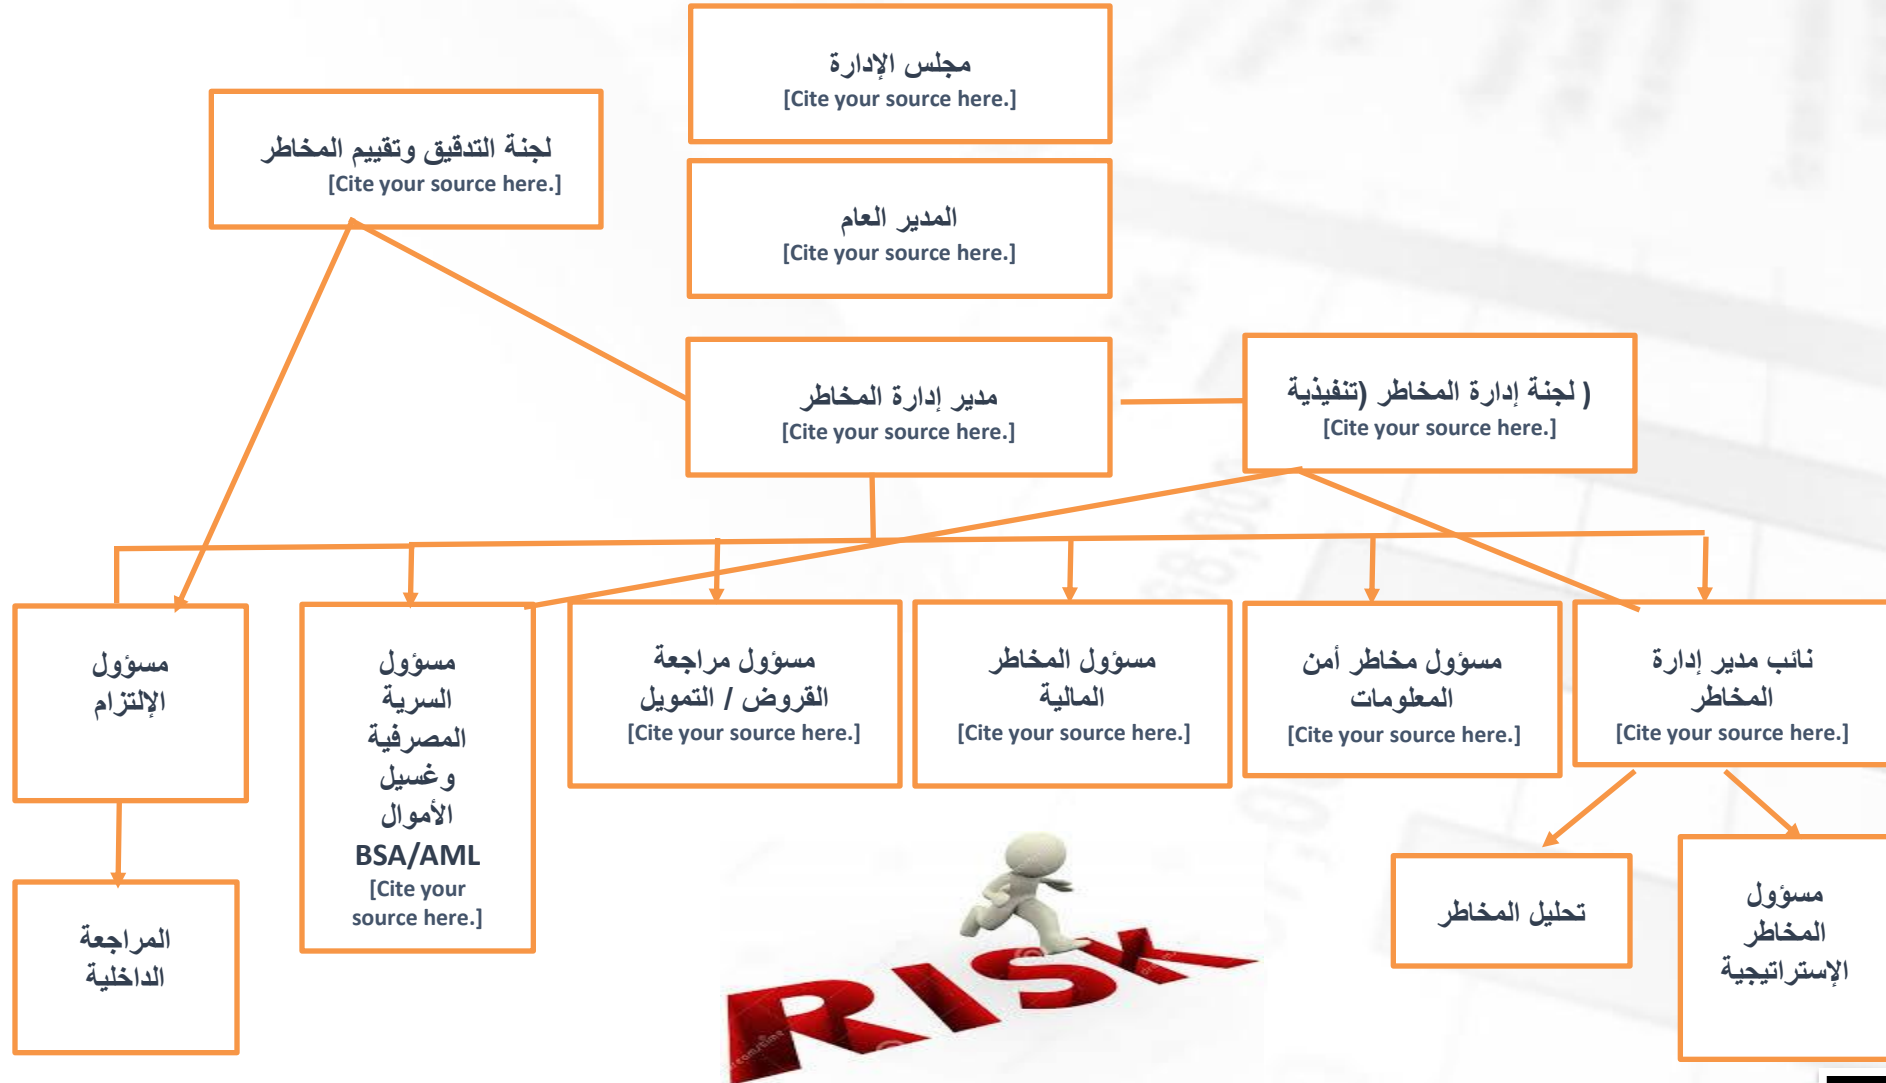 مجلس الإدارة
[Cite your source here.]
لجنة التدقيق وتقييم المخاطر
[Cite your source here.]
المدير العام
[Cite your source here.]
مدير إدارة المخاطر
[Cite your source here.]
( لجنة إدارة المخاطر (تنفيذية
[Cite your source here.]
نائب مدير إدارة
المخاطر
[Cite your source here.]
مسؤول مخاطر أمن
المعلومات
[Cite your source here.]
مسؤول المخاطر
المالية
[Cite your source here.]
مسؤول مراجعة
القروض / التمويل
[Cite your source here.]
مسؤول
السرية
المصرفية
وغسيل
الأموال
BSA/AML
[Cite your
source here.]
مسؤول
الإلتزام
المراجعة
الداخلية
تحليل المخاطر
مسؤول
المخاطر
الإستراتيجية
RISK